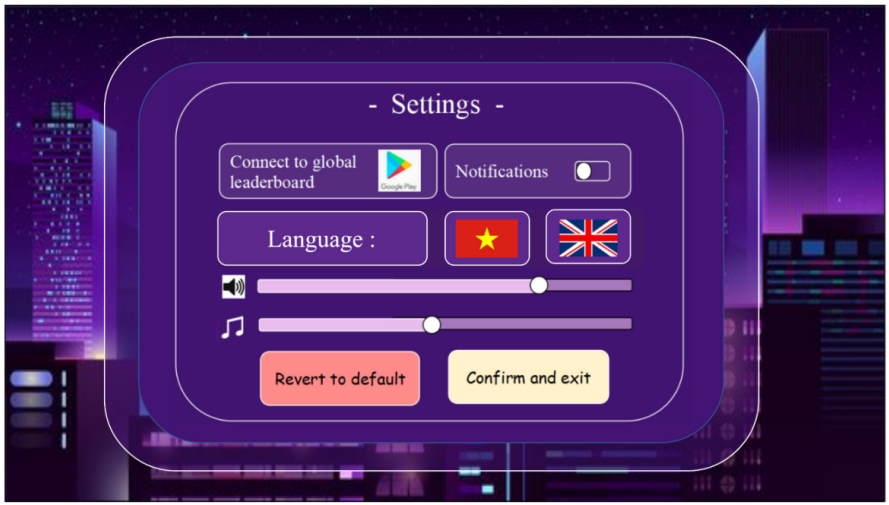 - Settings -
Connect to global
leaderboard
Google Play
Notifications
Language :
Revert to default
Confirm and exit